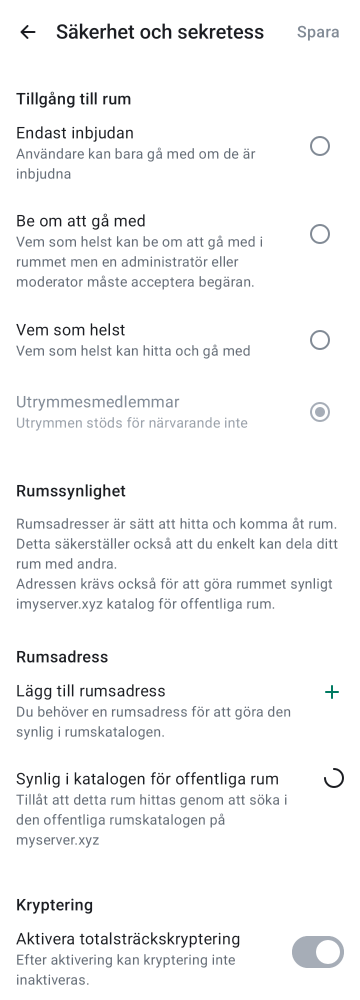 Säkerhet och sekretess
Spara
Tillgång till rum
Endast inbjudan
Användare kan bara gå med om de är
inbjudna
Be om att gå med
Vem som helst kan be om att gå med i
rummet men en administratör eller
moderator måste acceptera begäran.
Vem som helst
Vem som helst kan hitta och gå med
Utrymmesmedlemmar
Utrymmen stöds för närvarande inte
Rumssynlighet
Rumsadresser är sätt att hitta och komma åt rum.
Detta säkerställer också att du enkelt kan dela ditt
rum med andra.
Adressen krävs också för att göra rummet synligt
imyserver.xyz katalog för offentliga rum.
Rumsadress
Lägg till rumsadress
Du behöver en rumsadress för att göra den
synlig i rumskatalogen.
Synlig i katalogen för offentliga rum
Tillåt att detta rum hittas genom att söka i
den offentliga rumskatalogen på
myserver.xyz
Kryptering
Aktivera totalsträckskryptering
Efter aktivering kan kryptering inte
inaktiveras.